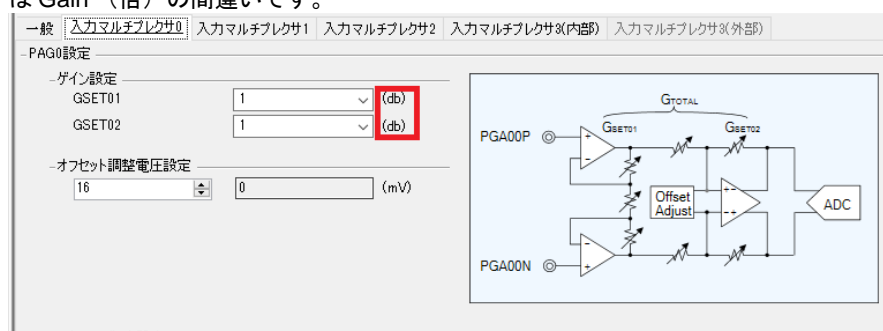 は Gain （倍）の間違いです。
一般 入力マルチプレクサ0 入力マルチプレクサ1 入力マルチプレクサ2 入力マルチプレクサ3(内部) 入力マルチプレクサ3(外部)
PAG0設定
ゲイン設定
GSET01 1 (db)
GSET02 1 (db)
オフセット調整電圧設定
16 0 (mV)
GTOTAL
GSET01 GSET02
PGA00P
Offset
Adjust
ADC
PGA00N